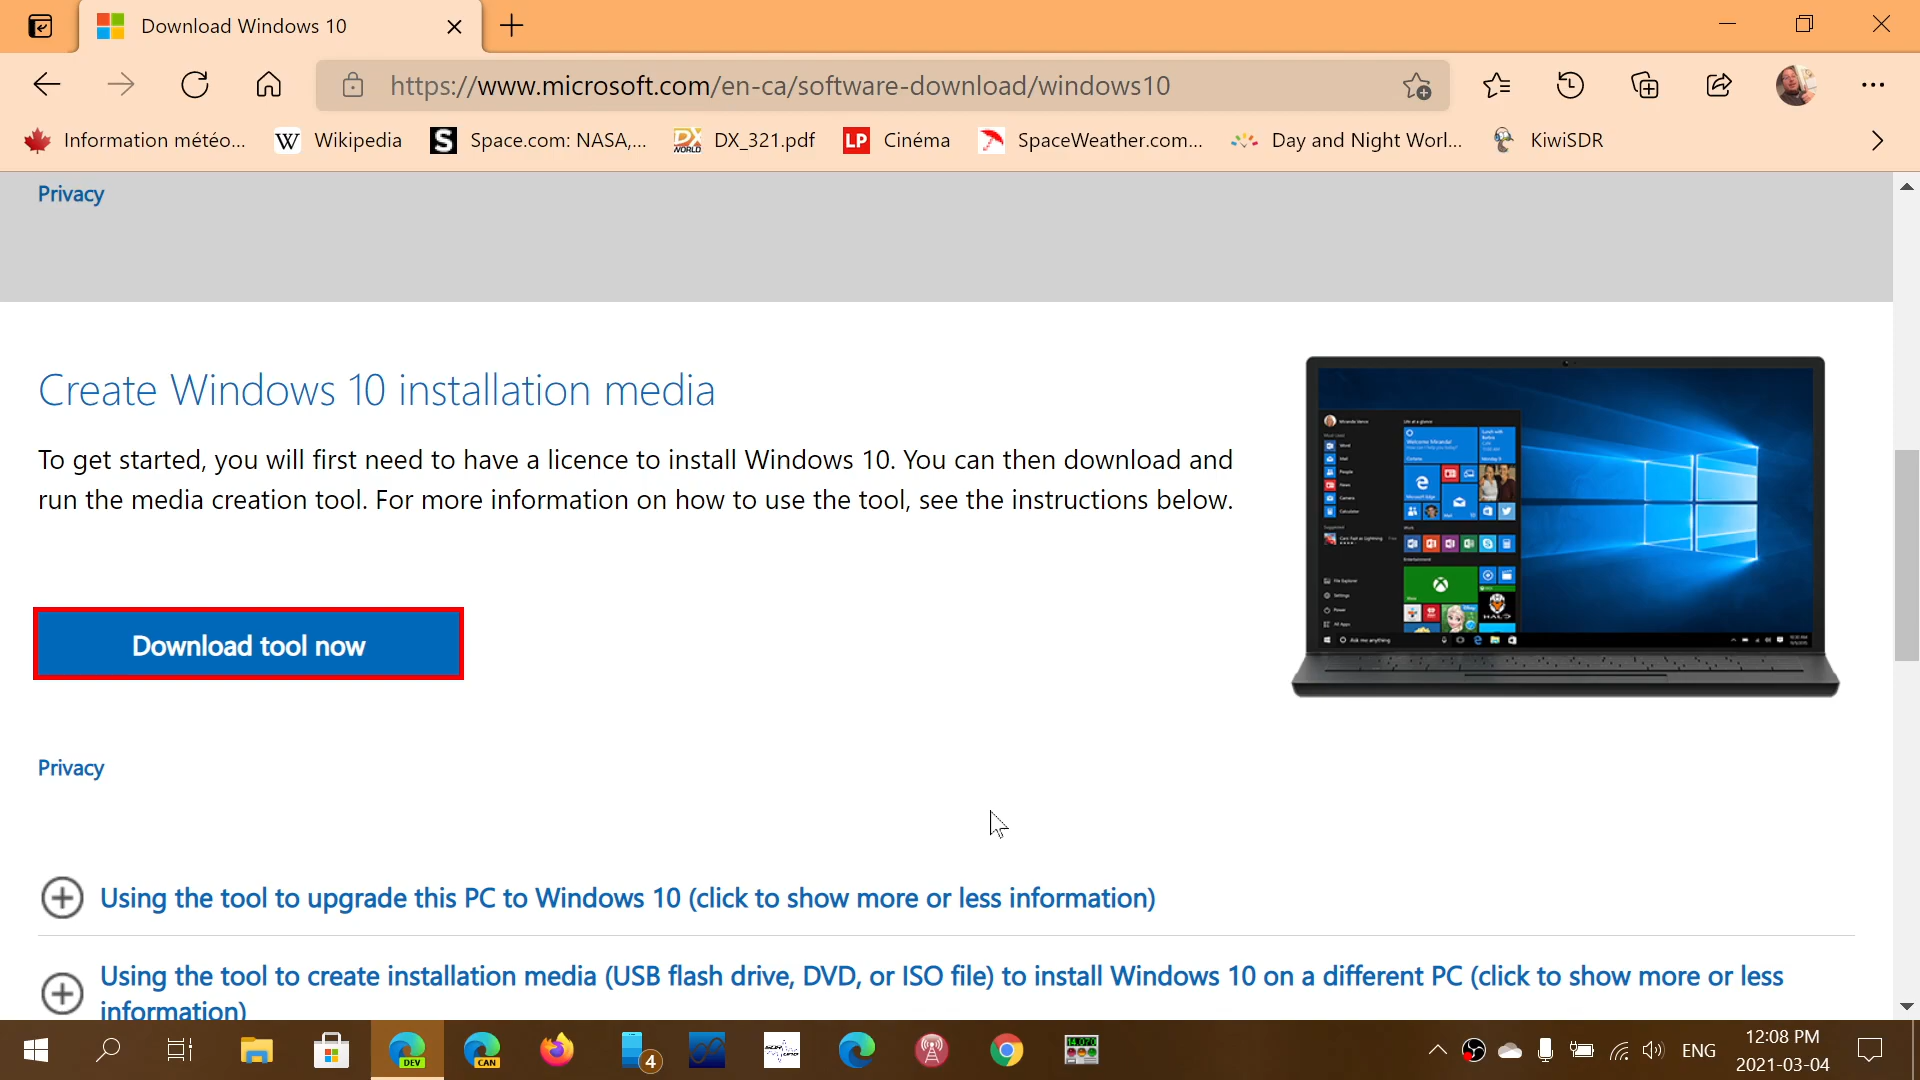 Download Windows 10
https://www.microsoft.com/en-ca/software-download/windows10
Information météo...
Wikipedia
Space.com: NASA,...
DX_321.pdf
Cinéma
SpaceWeather.com...
Day and Night Worl...
KiwiSDR
Privacy
Create Windows 10 installation media
To get started, you will first need to have a licence to install Windows 10. You can then download and
run the media creation tool. For more information on how to use the tool, see the instructions below.
Download tool now
Privacy
Using the tool to upgrade this PC to Windows 10 (click to show more or less information)
Using the tool to create installation media (USB flash drive, DVD, or ISO file) to install Windows 10 on a different PC (click to show more or less
information)
DEV
CAN
4
14.070
ENG
12:08 PM
2021-03-04